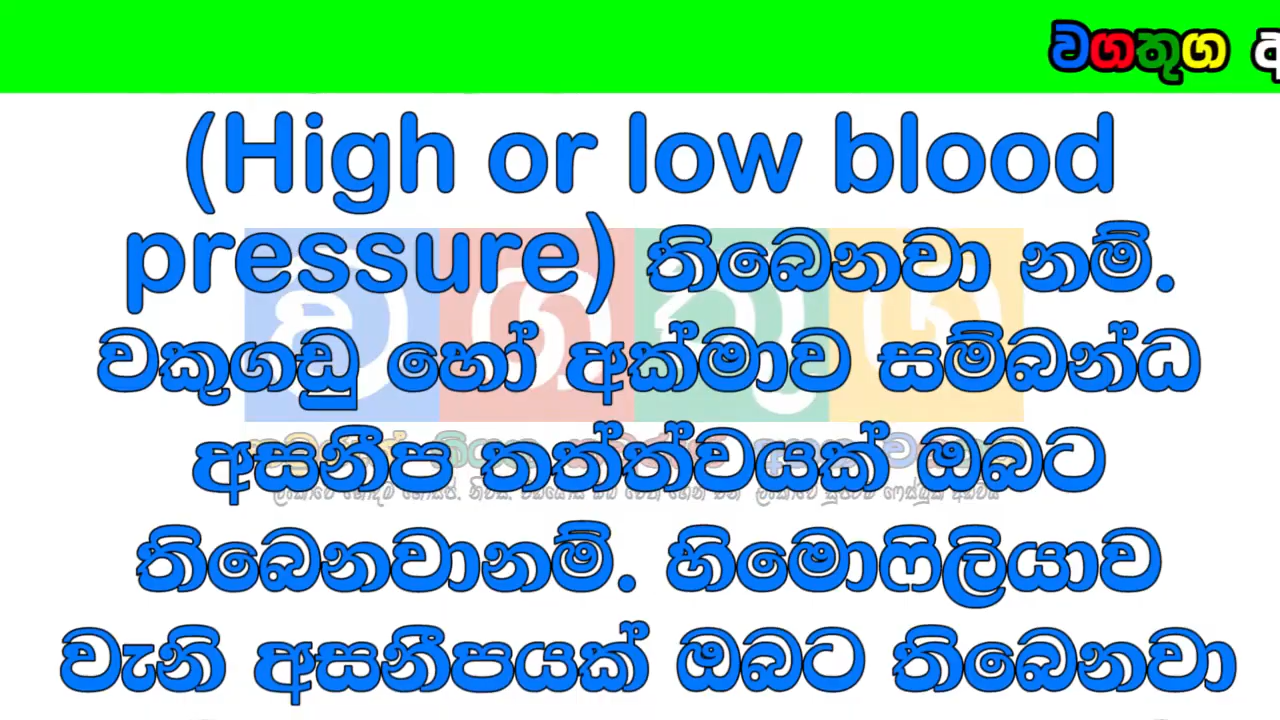 වගතුග
(High or low blood
pressure) තිබෙනවා නම්.
වකුගඩු හෝ අක්මාව සම්බන්ධ
අසනීප තත්ත්වයක් ඔබට
තිබෙනවානම්. හිමොෆිලියාව
වැනි අසනීපයක් ඔබට තිබෙනවා